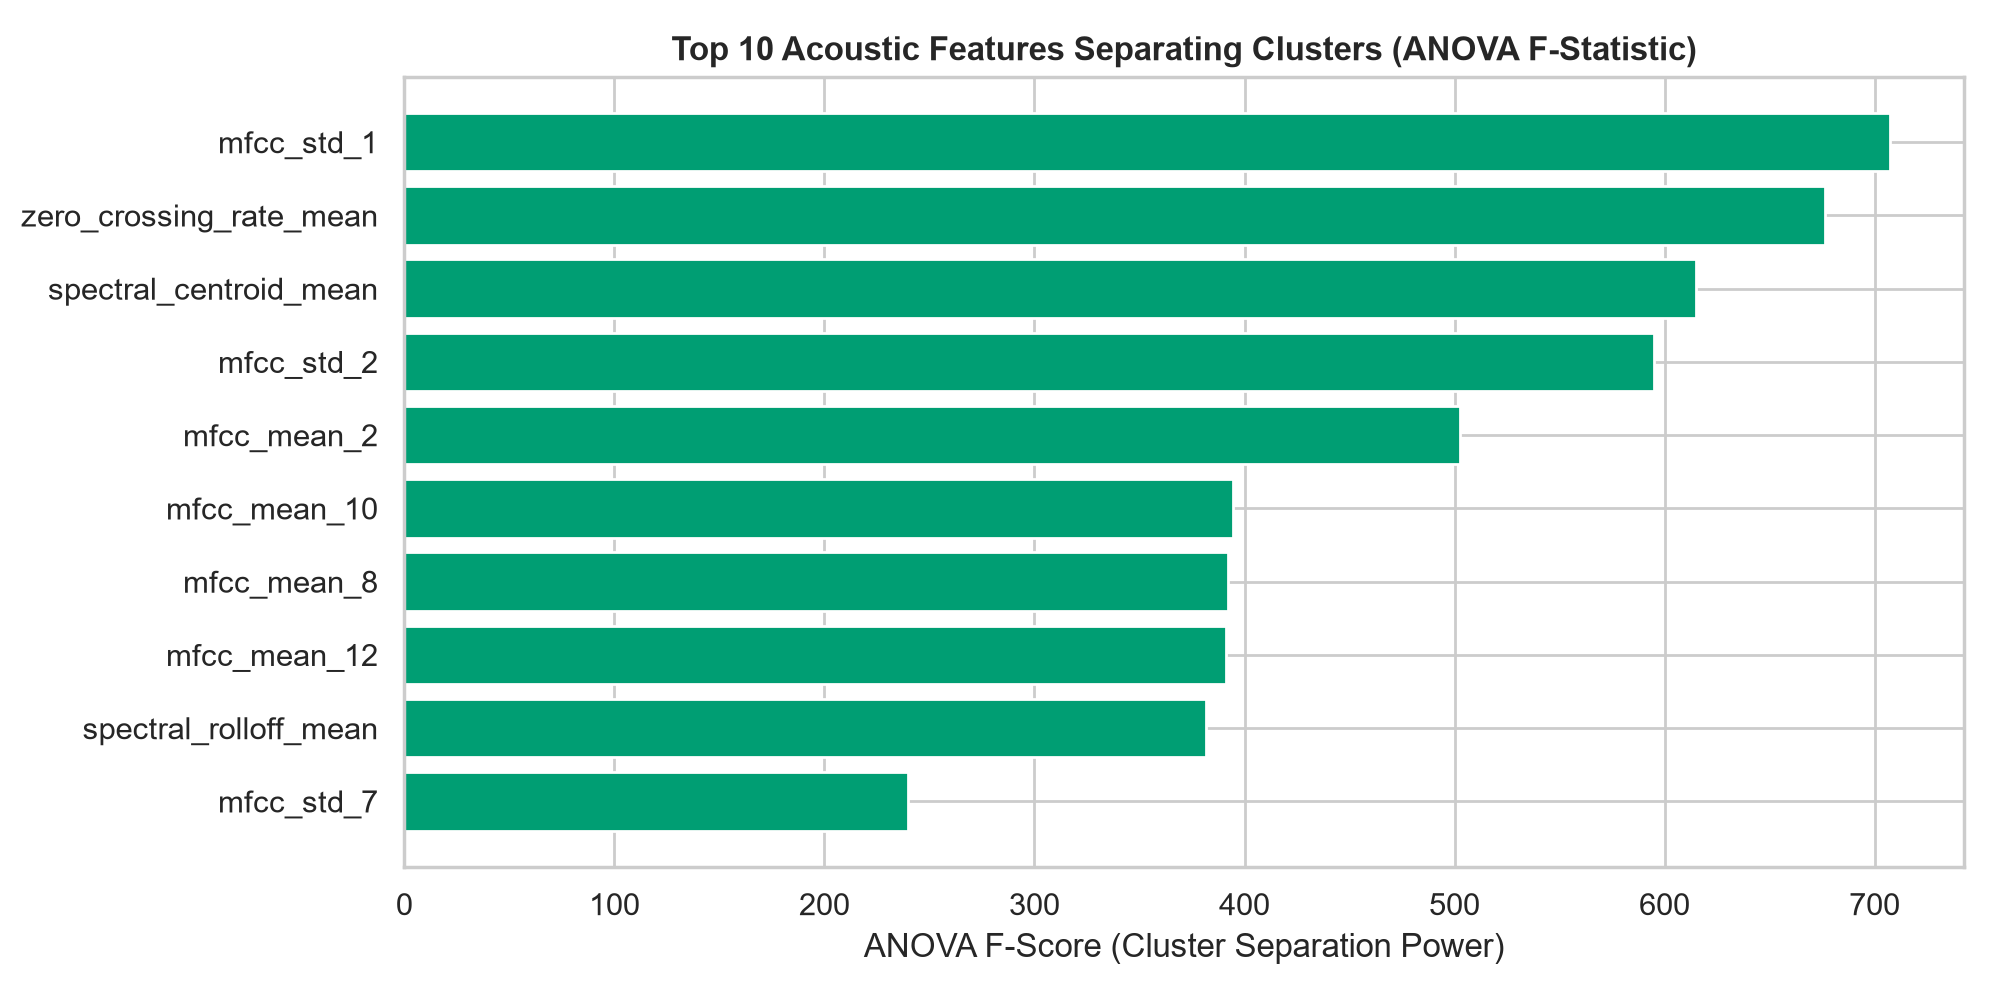 Top 10 Acoustic Features Separating Clusters (ANOVA F-Statistic)
mfcc_std_1
zero_crossing_rate_mean
spectral_centroid_mean
mfcc_std_2
mfcc_mean_2
mfcc_mean_10
mfcc_mean_8
mfcc_mean_12
spectral_rolloff_mean
mfcc_std_7
0 100 200 300 400 500 600 700
ANOVA F-Score (Cluster Separation Power)